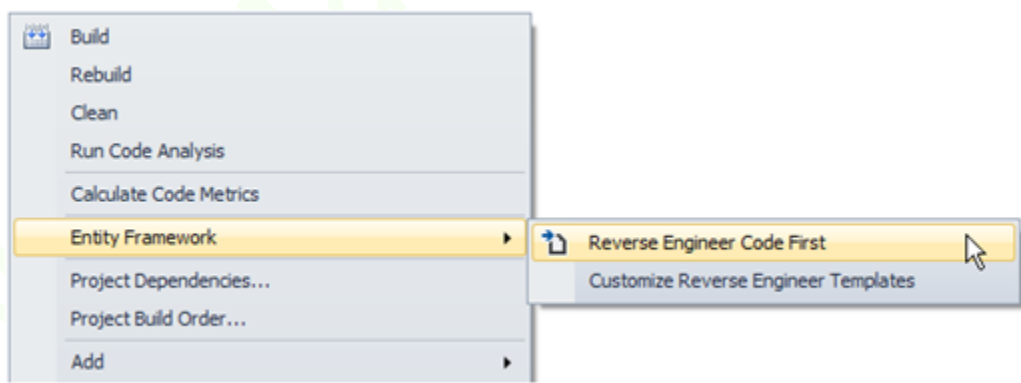 Build
Rebuild
Clean
Run Code Analysis
Calculate Code Metrics
Entity Framework
Reverse Engineer Code First
Customize Reverse Engineer Templates
Project Dependencies...
Project Build Order...
Add